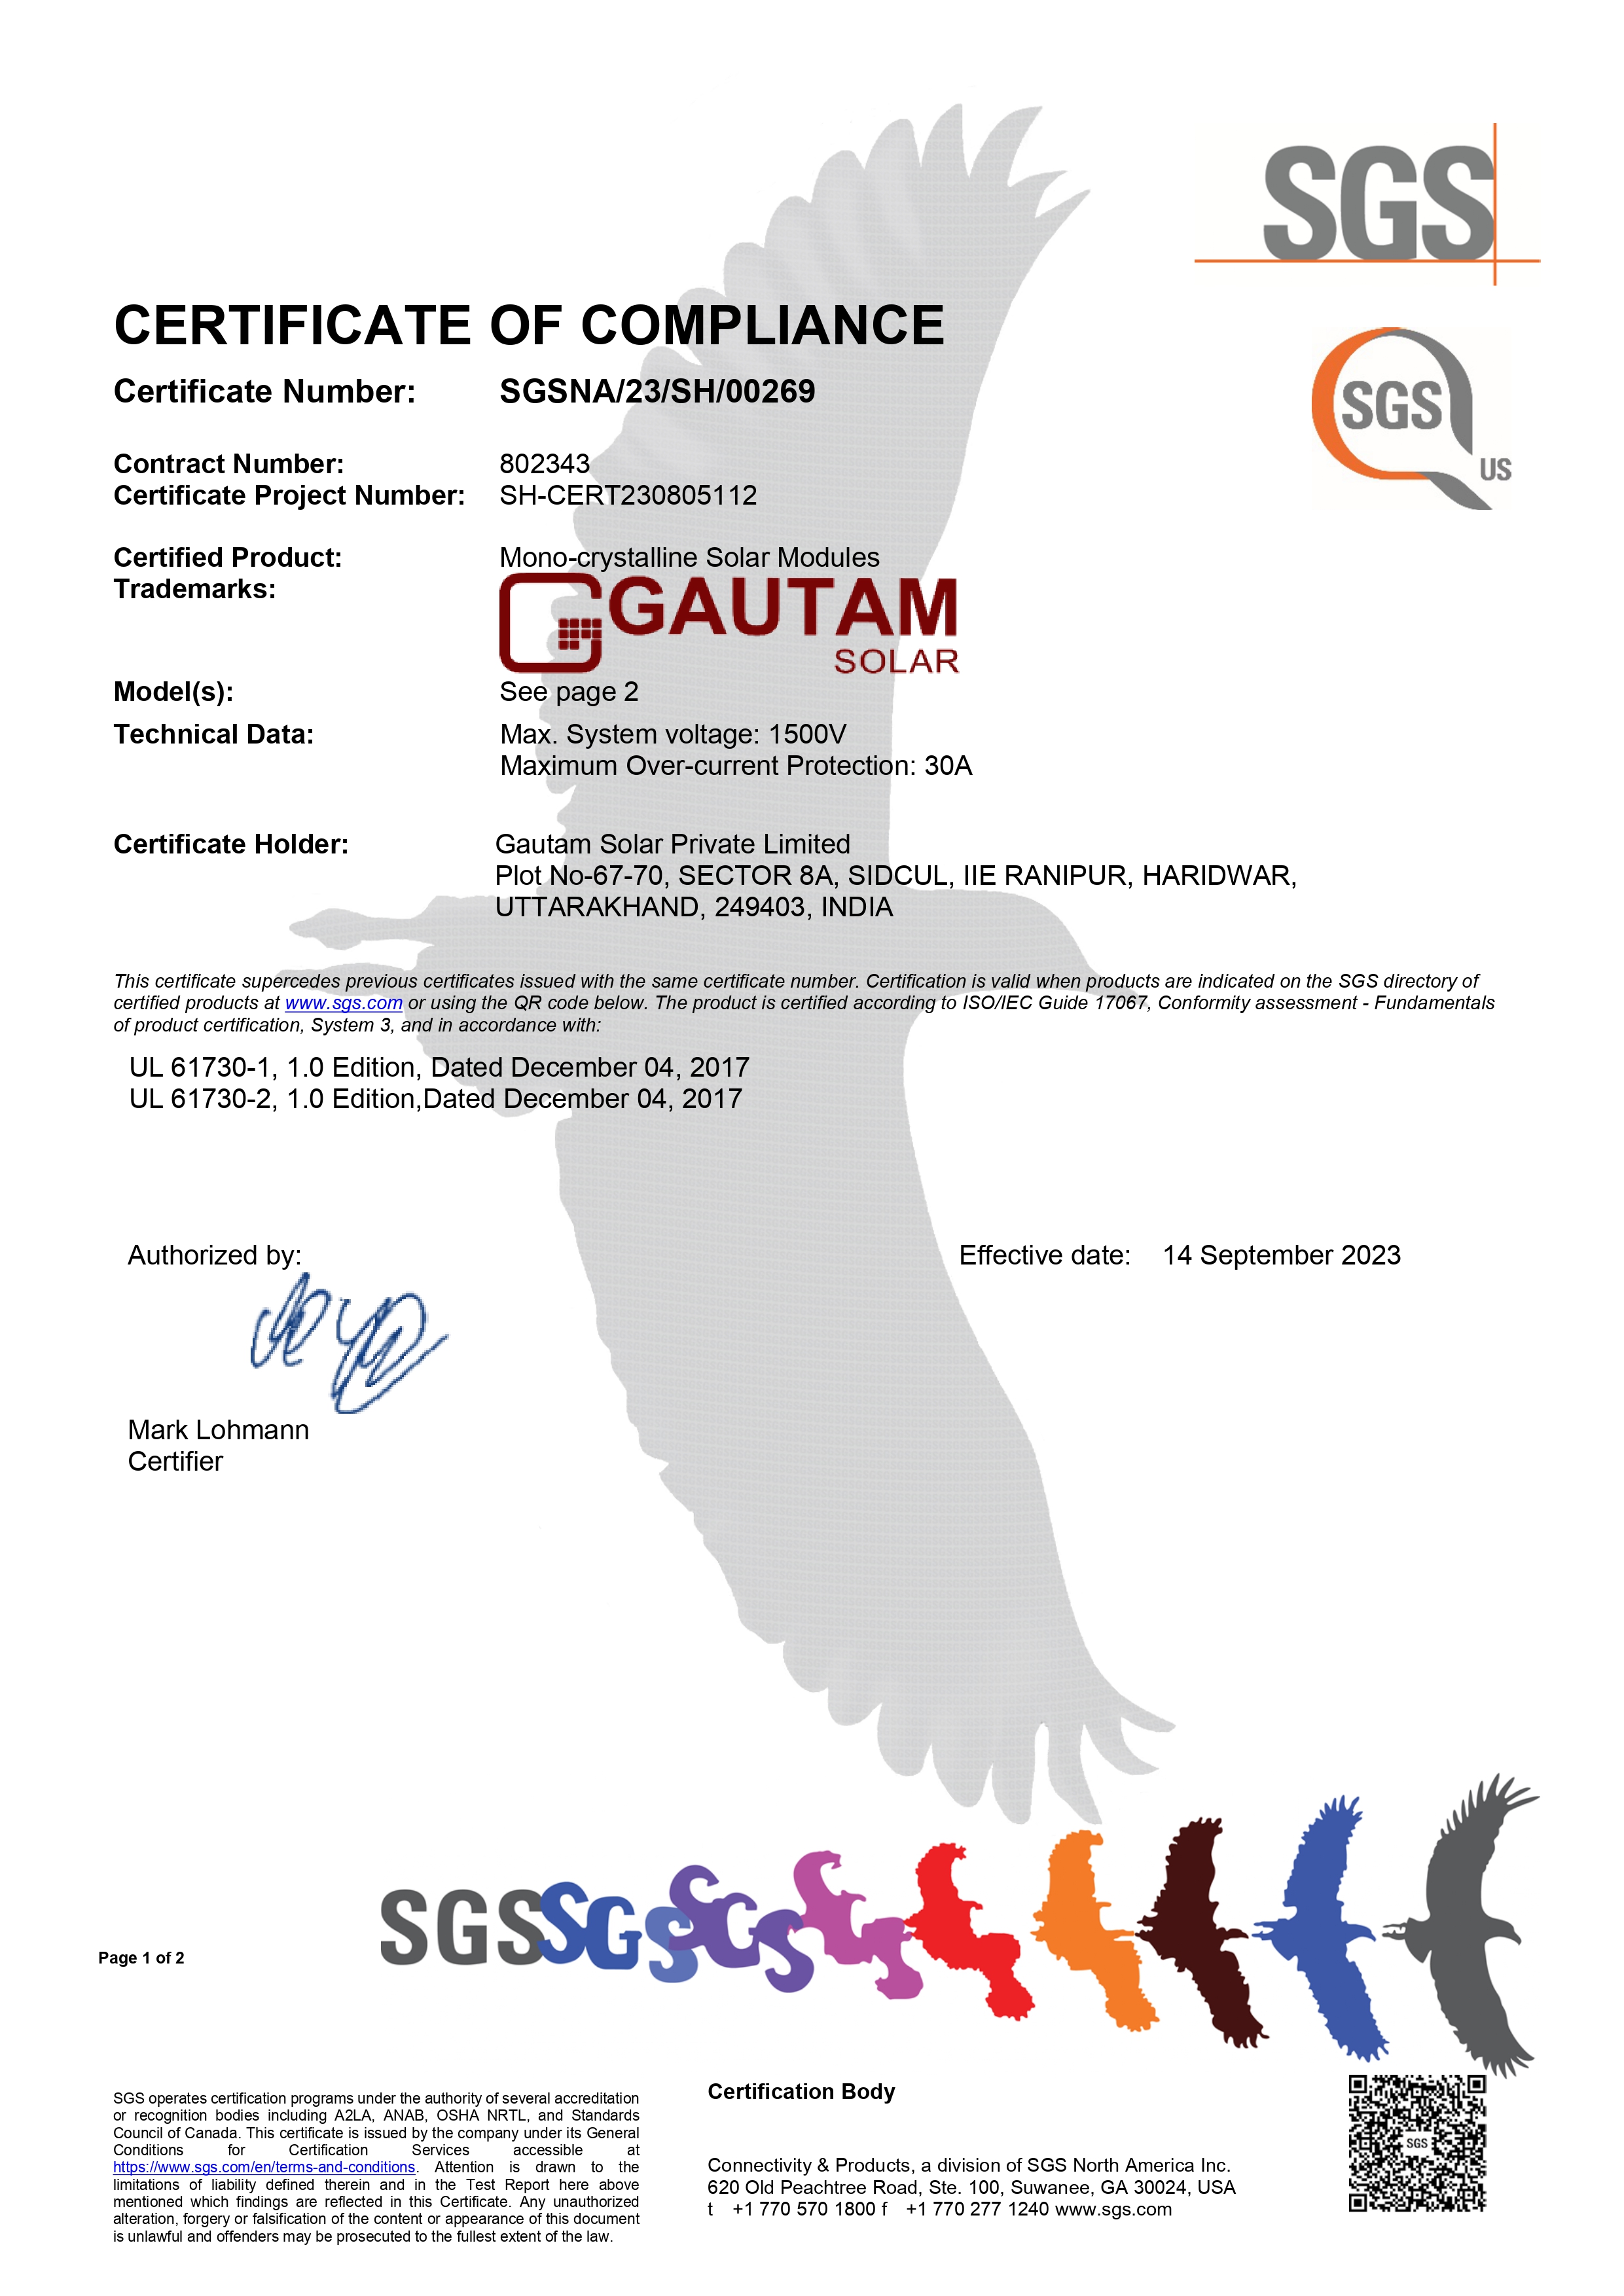 SGS
CERTIFICATE OF COMPLIANCE
SGS
US
Certificate Number: SGSNA/23/SH/00269
Contract Number: 802343
Certificate Project Number: SH-CERT230805112
Certified Product: Mono-crystalline Solar Modules
Trademarks:
GAUTAM
SOLAR
Model(s): See page 2
Technical Data: Max. System voltage: 1500V
Maximum Over-current Protection: 30A
Certificate Holder: Gautam Solar Private Limited
Plot No-67-70, SECTOR 8A, SIDCUL, IIE RANIPUR, HARIDWAR,
UTTARAKHAND, 249403, INDIA
This certificate supercedes previous certificates issued with the same certificate number. Certification is valid when products are indicated on the SGS directory of
certified products at www.sgs.com or using the QR code below. The product is certified according to ISO/IEC Guide 17067, Conformity assessment - Fundamentals
of product certification, System 3, and in accordance with:
UL 61730-1, 1.0 Edition, Dated December 04, 2017
UL 61730-2, 1.0 Edition,Dated December 04, 2017
Authorized by:
Effective date: 14 September 2023
Mark Lohmann
Certifier
SGS SGS SGS SGS
Page 1 of 2
SGS operates certification programs under the authority of several accreditation
or recognition bodies including A2LA, ANAB, OSHA NRTL, and Standards
Council of Canada. This certificate is issued by the company under its General
Conditions for Certification Services accessible at
https://www.sgs.com/en/terms-and-conditions. Attention is drawn to the
limitations of liability defined therein and in the Test Report here above
mentioned which findings are reflected in this Certificate. Any unauthorized
alteration, forgery or falsification of the content or appearance of this document
is unlawful and offenders may be prosecuted to the fullest extent of the law.
Certification Body
Connectivity & Products, a division of SGS North America Inc.
620 Old Peachtree Road, Ste. 100, Suwanee, GA 30024, USA
t +1 770 570 1800 f +1 770 277 1240 www.sgs.com
SGS